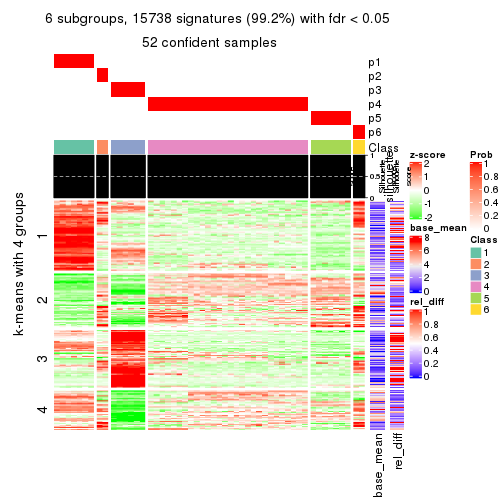 6 subgroups, 15738 signatures (99.2%) with fdr < 0.05
52 confident samples
p1
p2
p3
p4
p5
p6
Class
1
0.5
0
silhouette
k-means with 4 groups
1
2
3
4
base_mean
rel_diff
z-score
2
1
0
-1
-2
base_mean
8
6
4
2
0
rel_diff
1
0.8
0.6
0.4
0.2
0
Prob
1
0.8
0.6
0.4
0.2
0
Class
1
2
3
4
5
6